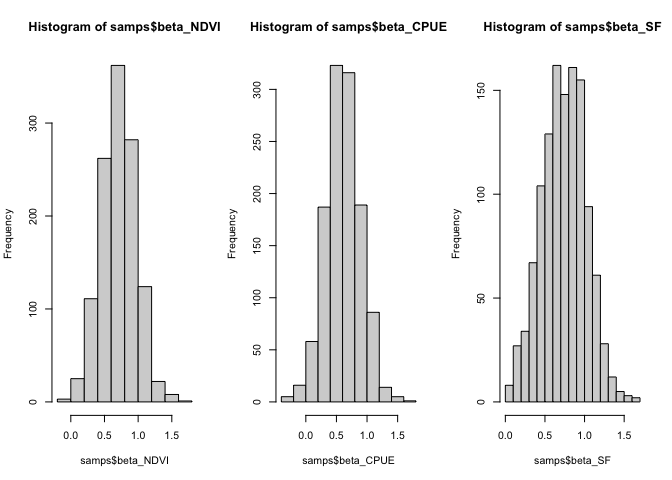 Histogram of samps$beta_NDVI
Frequency
0
100
200
300
0.0 0.5 1.0 1.5
samps$beta_NDVI
Histogram of samps$beta_CPUE
Frequency
0
50
100
150
200
250
300
0.0 0.5 1.0 1.5
samps$beta_CPUE
Histogram of samps$beta_SF
Frequency
0
50
100
150
0.0 0.5 1.0 1.5
samps$beta_SF